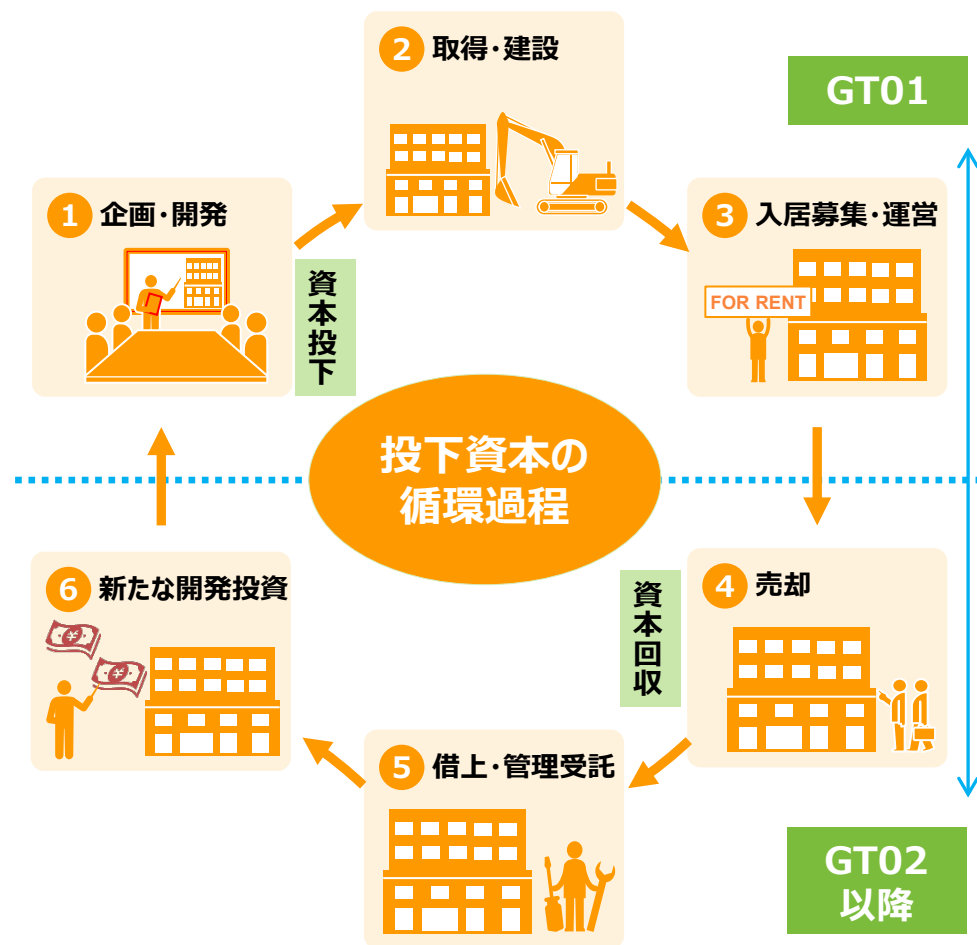 2 取得・建設
GT01
1 企画・開発
3 入居募集・運営
FOR RENT
資本投下
投下資本の
循環過程
6 新たな開発投資
¥
¥
資本回収
4 売却
5 借上・管理受託
GT02
以降